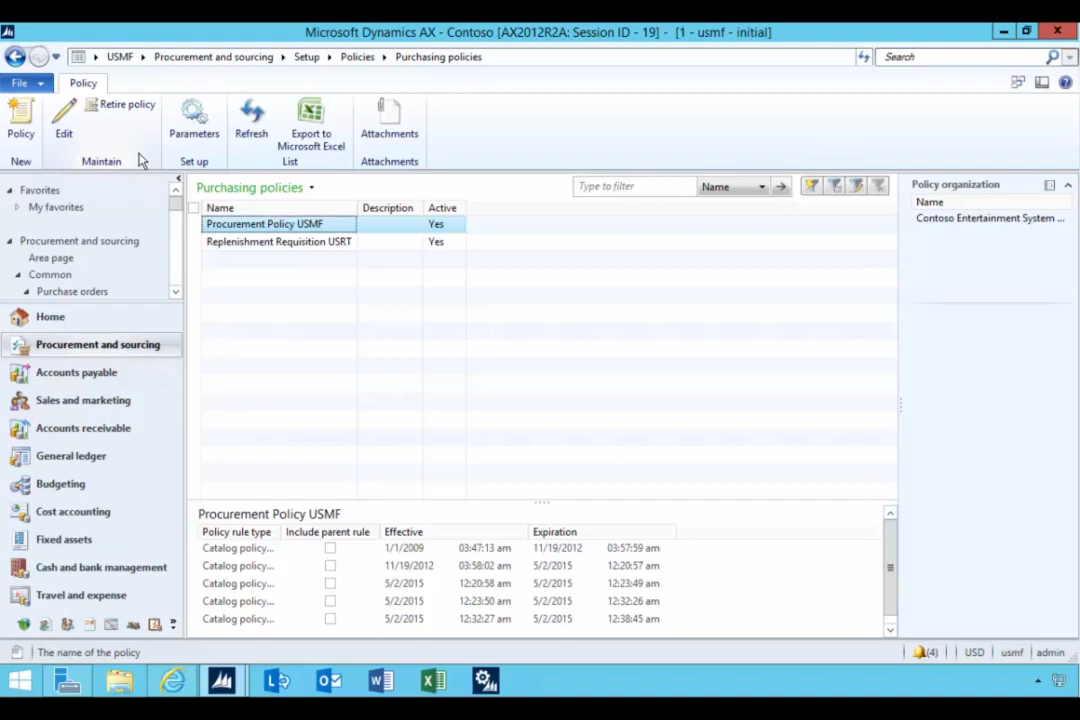 Microsoft Dynamics AX - Contoso [AX2012R2A: Session ID - 19] - [1 - usmf - initial]
USMF Procurement and sourcing Setup Policies Purchasing policies
Search
File Policy
Policy
Edit
Retire policy
Parameters
Refresh
Export to
Microsoft Excel
Attachments
New Maintain Set up List Attachments
Favorites
My favorites
Procurement and sourcing
Area page
Common
Purchase orders
Home
Procurement and sourcing
Accounts payable
Sales and marketing
Accounts receivable
General ledger
Budgeting
Cost accounting
Fixed assets
Cash and bank management
Travel and expense
Purchasing policies
Type to filter Name
Name Description Active
Procurement Policy USMF Yes
Replenishment Requisition USRT Yes
Procurement Policy USMF
Policy rule type Include parent rule Effective Expiration
Catalog policy... 1/1/2009 03:47:13 am 11/19/2012 03:57:59 am
Catalog policy... 11/19/2012 03:58:02 am 5/2/2015 12:20:57 am
Catalog policy... 5/2/2015 12:20:58 am 5/2/2015 12:23:49 am
Catalog policy... 5/2/2015 12:23:50 am 5/2/2015 12:32:26 am
Catalog policy... 5/2/2015 12:32:27 am 5/2/2015 12:38:45 am
Policy organization
Name
Contoso Entertainment System ...
The name of the policy
(4) USD usmf admin